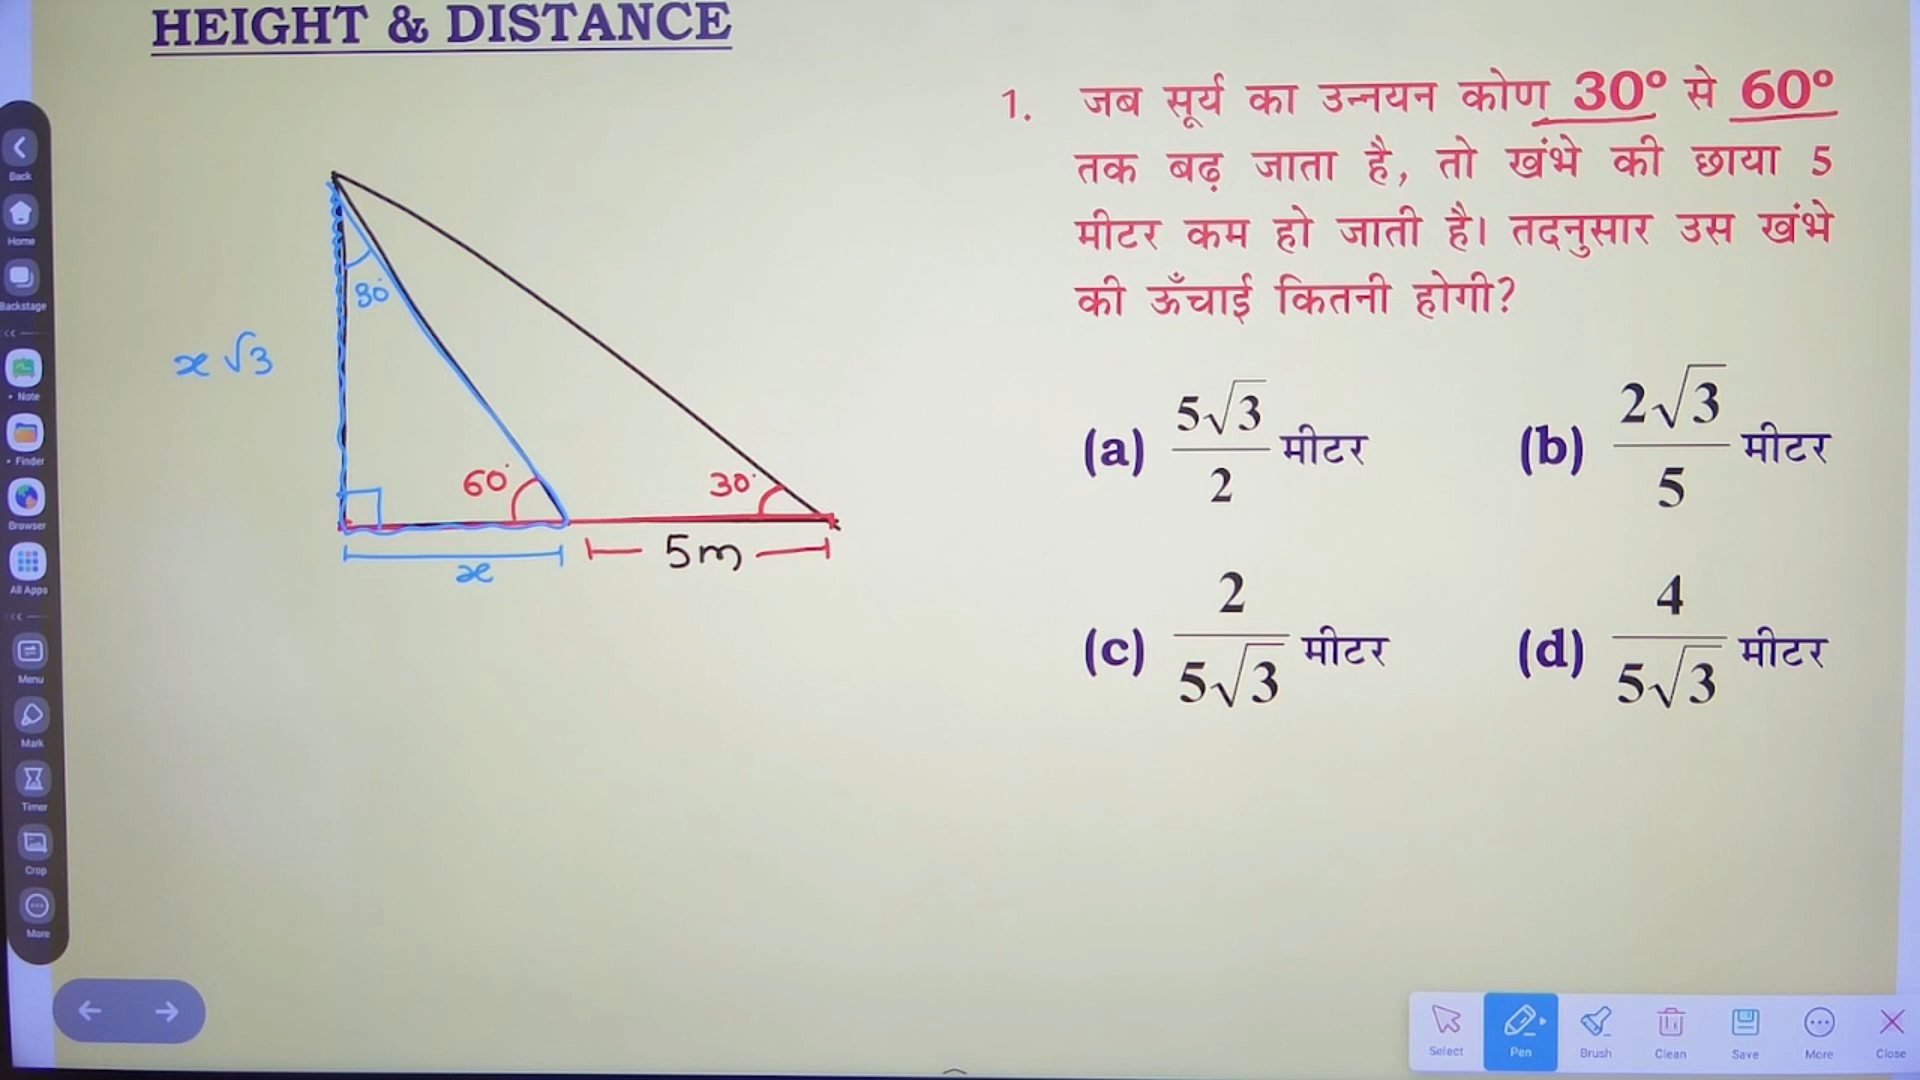 HEIGHT & DISTANCE
1. जब सूर्य का उन्नयन कोण 30° से 60°
तक बढ़ जाता है, तो खंभे की छाया 5
मीटर कम हो जाती है। तदनुसार उस खंभे
की ऊँचाई कितनी होगी?
(a) 5√3/2 मीटर (b) 2√3/5 मीटर
(c) 2/5√3 मीटर (d) 4/5√3 मीटर
30°
x√3
60° 30°
5m
x
Back
Home
Backstage
Note
Finder
Browser
All Apps
Menu
Mark
Timer
Crop
More
Select Pen Brush Clean Save More Close